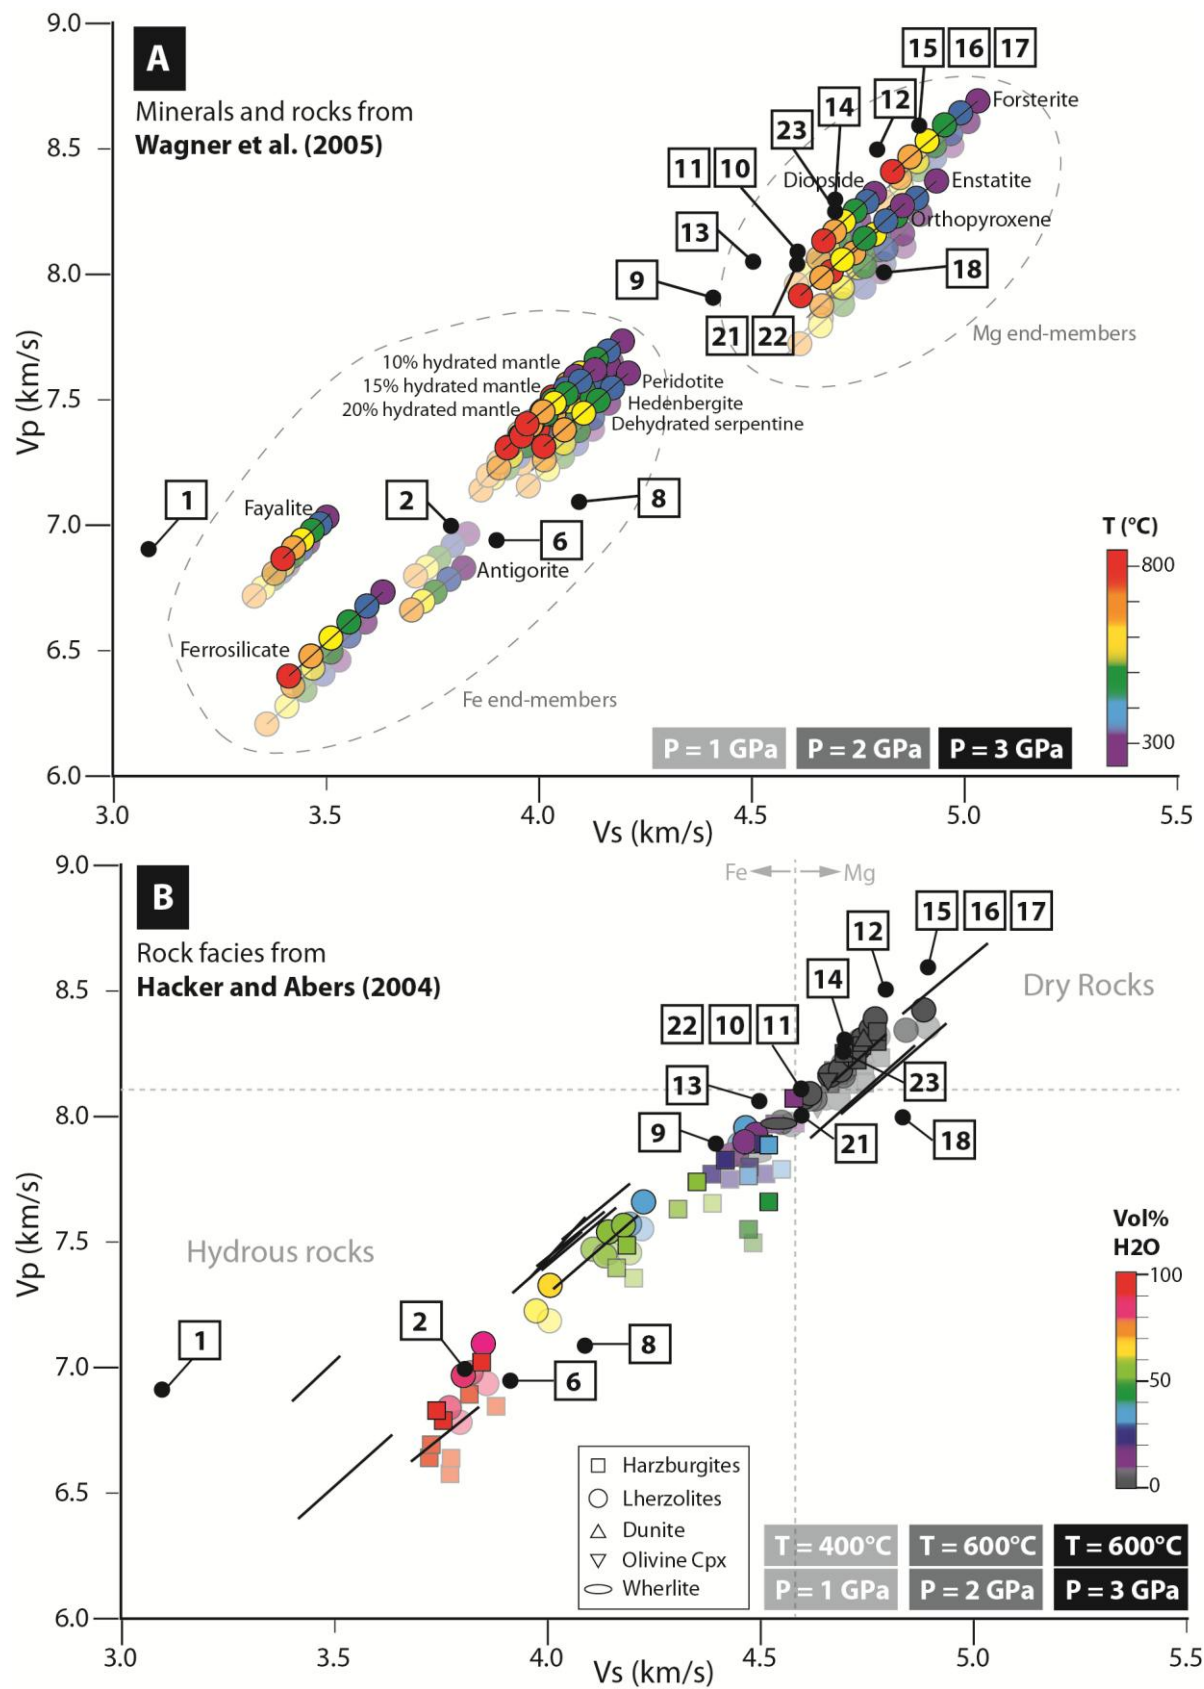 9.0
8.5
8.0
7.5
7.0
6.5
6.0
Vp (km/s)
A
Minerals and rocks from
Wagner et al. (2005)
15 16 17
14
12
23
11 10
13
9
21 22
18
1
2
6
8
Forsterite
Diopside
Enstatite
Orthopyroxene
Mg end-members
10% hydrated mantle
15% hydrated mantle
20% hydrated mantle
Peridotite
Hedenbergite
Dehydrated serpentine
Fayalite
Antigorite
Ferrosilicate
Fe end-members
T (°C)
800
300
P = 1 GPa P = 2 GPa P = 3 GPa
3.0 3.5 4.0 4.5 5.0 5.5
Vs (km/s)
9.0
8.5
8.0
7.5
7.0
6.5
6.0
Vp (km/s)
B
Rock facies from
Hacker and Abers (2004)
Fe Mg
15 16 17
12
14
22 10 11
13
23
9
21
18
Dry Rocks
Hydrous rocks
1
2
8
6
Vol%
H2O
100
50
0
Harzburgites
Lherzolites
Dunite
Olivine Cpx
Wherlite
T = 400°C T = 600°C T = 600°C
P = 1 GPa P = 2 GPa P = 3 GPa
3.0 3.5 4.0 4.5 5.0 5.5
Vs (km/s)